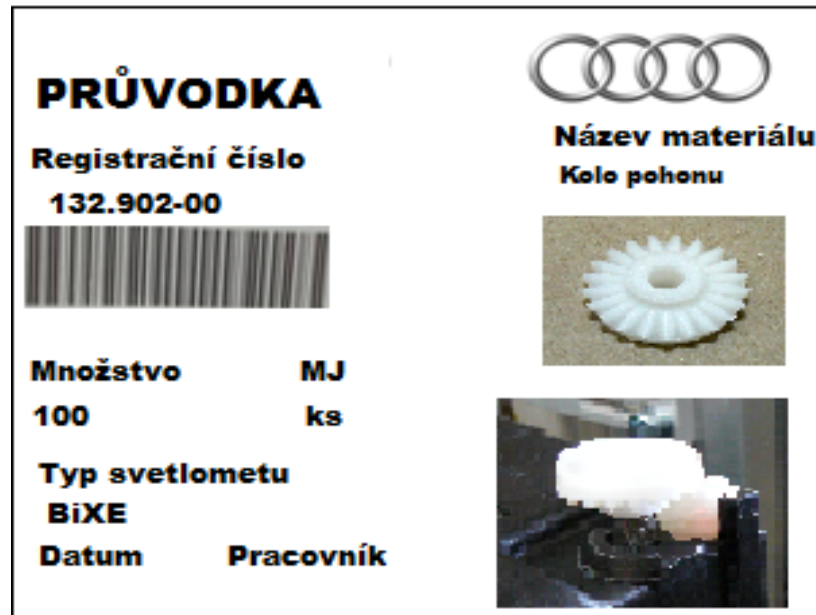 PRŮVODKA
Registrační číslo
132.902-00
Název materiálu
Kolo pohonu
Množstvo MJ
100 ks
Typ svetlometu
BiXE
Datum Pracovník